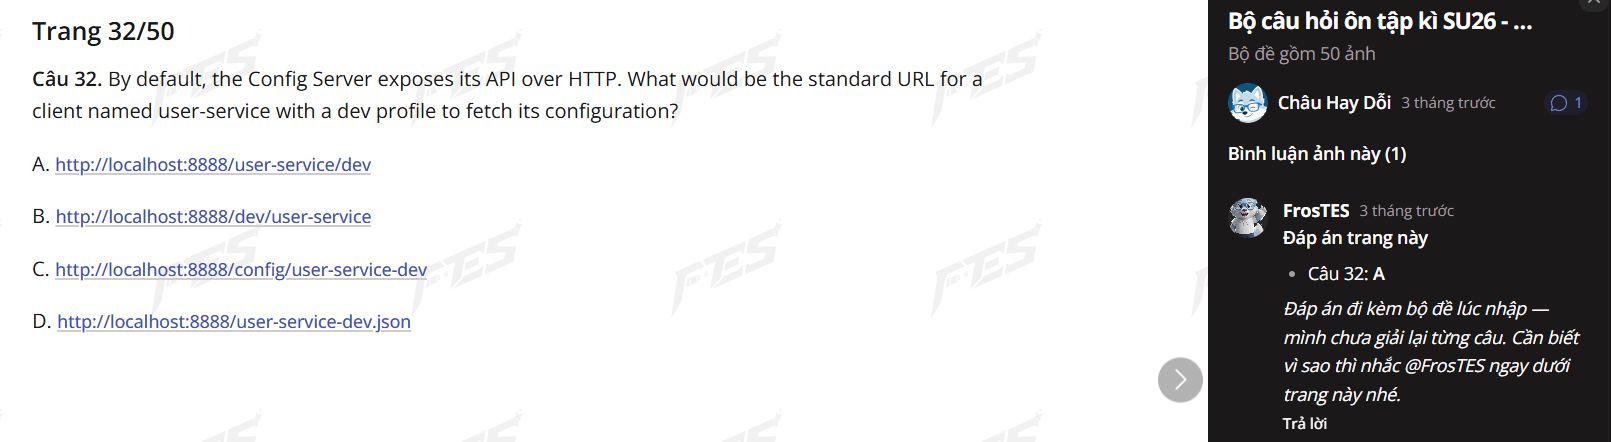 Trang 32/50
Câu 32. By default, the Config Server exposes its API over HTTP. What would be the standard URL for a
client named user-service with a dev profile to fetch its configuration?
A. http://localhost:8888/user-service/dev
B. http://localhost:8888/dev/user-service
C. http://localhost:8888/config/user-service-dev
D. http://localhost:8888/user-service-dev.json
Bộ câu hỏi ôn tập kì SU26 - ...
Bộ đề gồm 50 ảnh
Châu Hay Dỗi 3 tháng trước 1
Bình luận ảnh này (1)
FrosTES 3 tháng trước
Đáp án trang này
• Câu 32: A
Đáp án đi kèm bộ đề lúc nhập —
mình chưa giải lại từng câu. Cần biết
vì sao thì nhắc @FrosTES ngay dưới
trang này nhé.
Trả lời